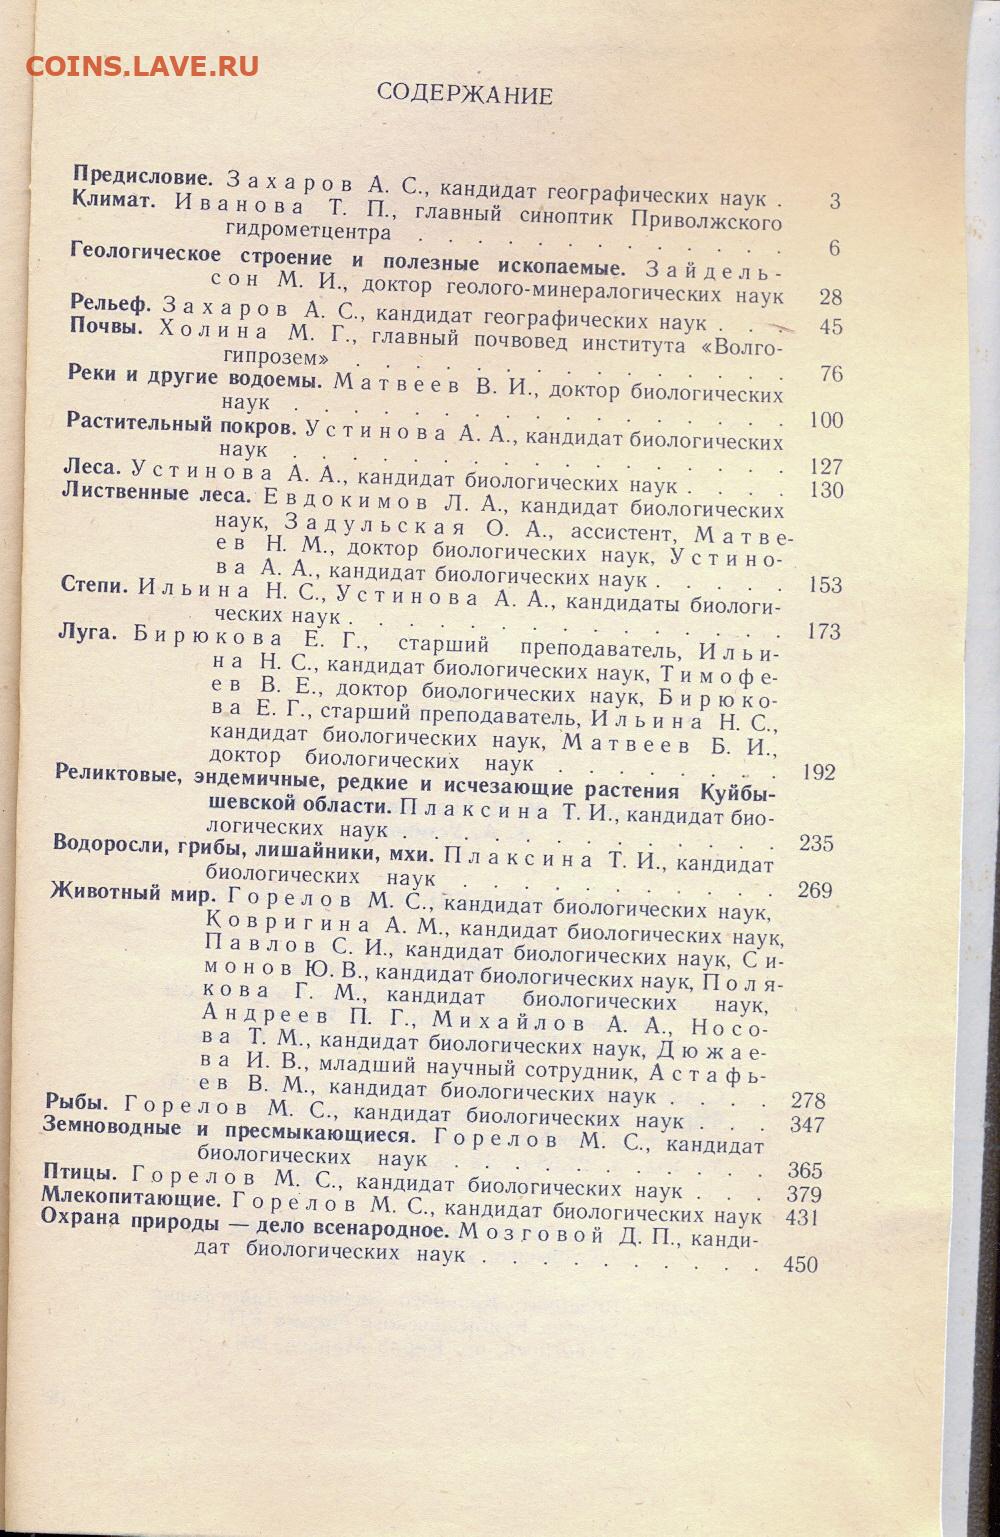 COINS.LAVE.RU
СОДЕРЖАНИЕ
Предисловие. Захаров А. С., кандидат географических наук . 3
Климат. Иванова Т. П., главный синоптик Приволжского
гидрометцентра . . . . . . . . . . . 6
Геологическое строение и полезные ископаемые. Зайдель-
сон М. И., доктор геолого-минералогических наук 28
Рельеф. Захаров А. С., кандидат географических наук . . . 45
Почвы. Холина М. Г., главный почвовед института «Волго-
гипрозем» . . . . . . . . . . . . . . 76
Реки и другие водоемы. Матвеев В. И., доктор биологических
наук . . . . . . . . . . . . . . . . 100
Растительный покров. Устинова А. А., кандидат биологических
наук . . . . . . . . . . . . . . . . 127
Леса. Устинова А. А., кандидат биологических наук . . . . 130
Лиственные леса. Евдокимов Л. А., кандидат биологических
наук, Задульская О. А., ассистент, Матве-
ев Н. М., доктор биологических наук, Устино-
ва А. А., кандидат биологических наук . . . . . 153
Степи. Ильина Н. С., Устинова А. А., кандидаты биологи-
ческих наук . . . . . . . . . . . . . . 173
Луга. Бирюкова Е. Г., старший преподаватель, Ильи-
на Н. С., кандидат биологических наук, Тимофе-
ев В. Е., доктор биологических наук, Бирюко-
ва Е. Г., старший преподаватель, Ильина Н. С.,
кандидат биологических наук, Матвеев Б. И.,
доктор биологических наук . . . . . . . . 192
Реликтовые, эндемичные, редкие и исчезающие растения Куйбы-
шевской области. Плаксина Т. И., кандидат био-
логических наук . . . . . . . . . . . . 235
Водоросли, грибы, лишайники, мхи. Плаксина Т. И., кандидат
биологических наук . . . . . . . . . . . 269
Животный мир. Горелов М. С., кандидат биологических наук,
Ковригина А. М., кандидат биологических наук,
Павлов С. И., кандидат биологических наук, Си-
монов Ю. В., кандидат биологических наук, Поля-
кова Г. М., кандидат биологических наук,
Андреев П. Г., Михайлов А. А., Носо-
ва Т. М., кандидат биологических наук, Дюжае-
ва И. В., младший научный сотрудник, Астафь-
ев В. М., кандидат биологических наук . . . . 278
Рыбы. Горелов М. С., кандидат биологических наук . . . 347
Земноводные и пресмыкающиеся. Горелов М. С., кандидат
биологических наук . . . . . . . . . . . 365
Птицы. Горелов М. С., кандидат биологических наук . . . 379
Млекопитающие. Горелов М. С., кандидат биологических наук 431
Охрана природы — дело всенародное. Мозговой Д. П., канди-
дат биологических наук . . . . . . . . . . 450